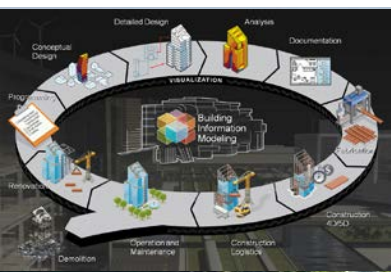 Detailed Design
Analysis
Conceptual
Design
Documentation
VISUALIZATION
Programming
Building
Information
Modeling
Fabrication
Renovation
Construction
4D/5D
Operation and
Maintenance
Construction
Logistics
Demolition